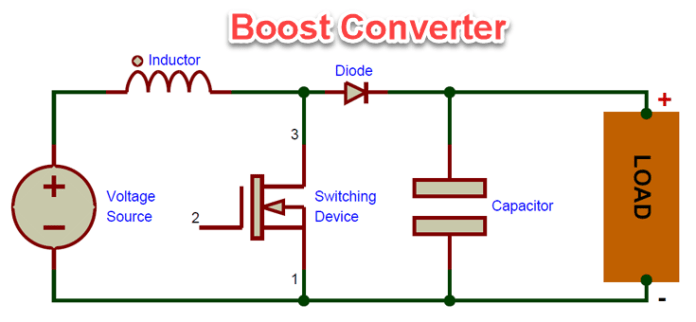 Boost Converter
Inductor
Diode
+
3
+
Voltage
Source
−
2
Switching
Device
Capacitor
LOAD
1
-